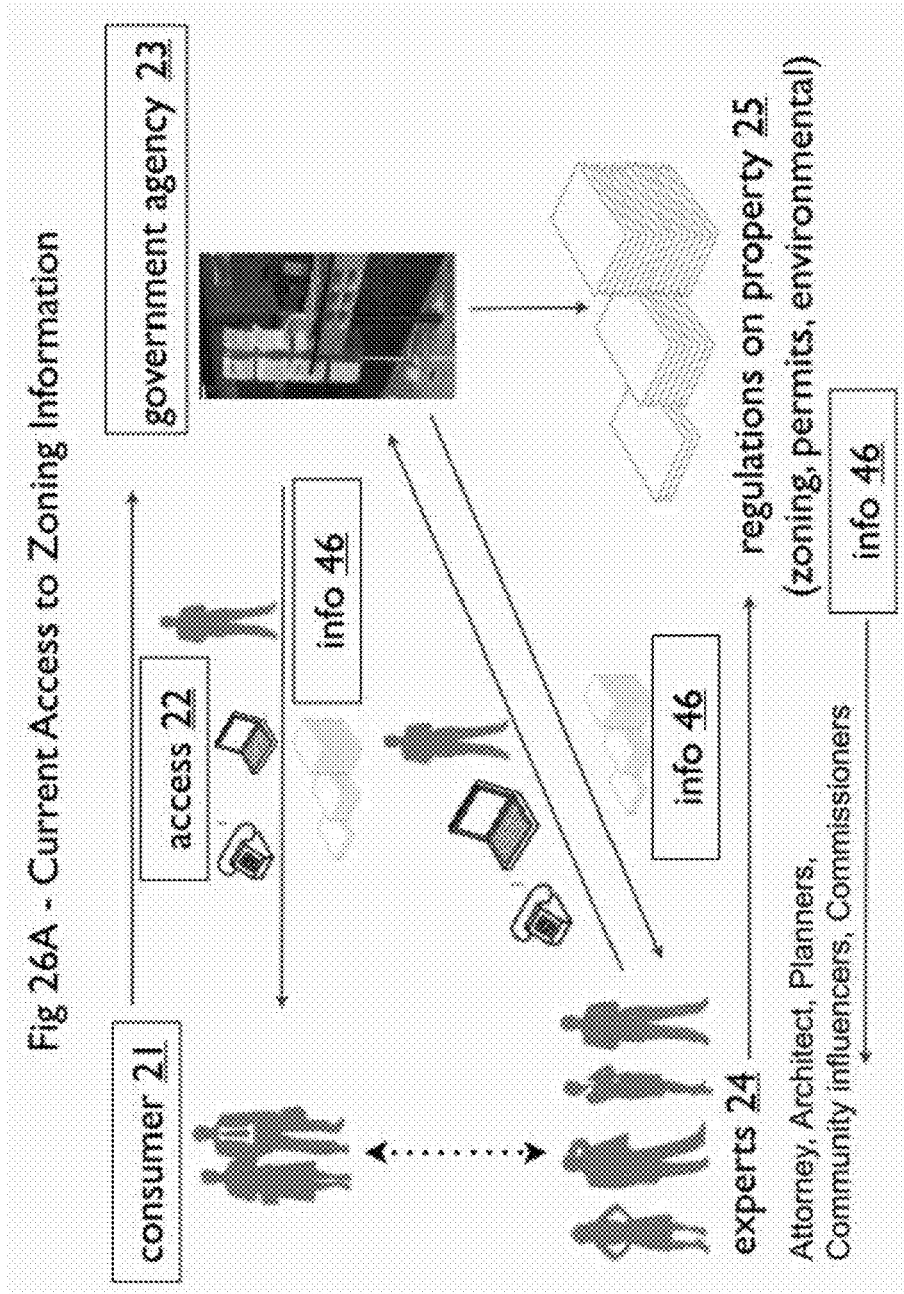 Fig 26A - Current Access to Zoning Information
consumer 21
access 22
government agency 23
info 46
info 46
experts 24
Attorney, Architect, Planners,
Community influencers, Commissioners
regulations on property 25
(zoning, permits, environmental)
info 46